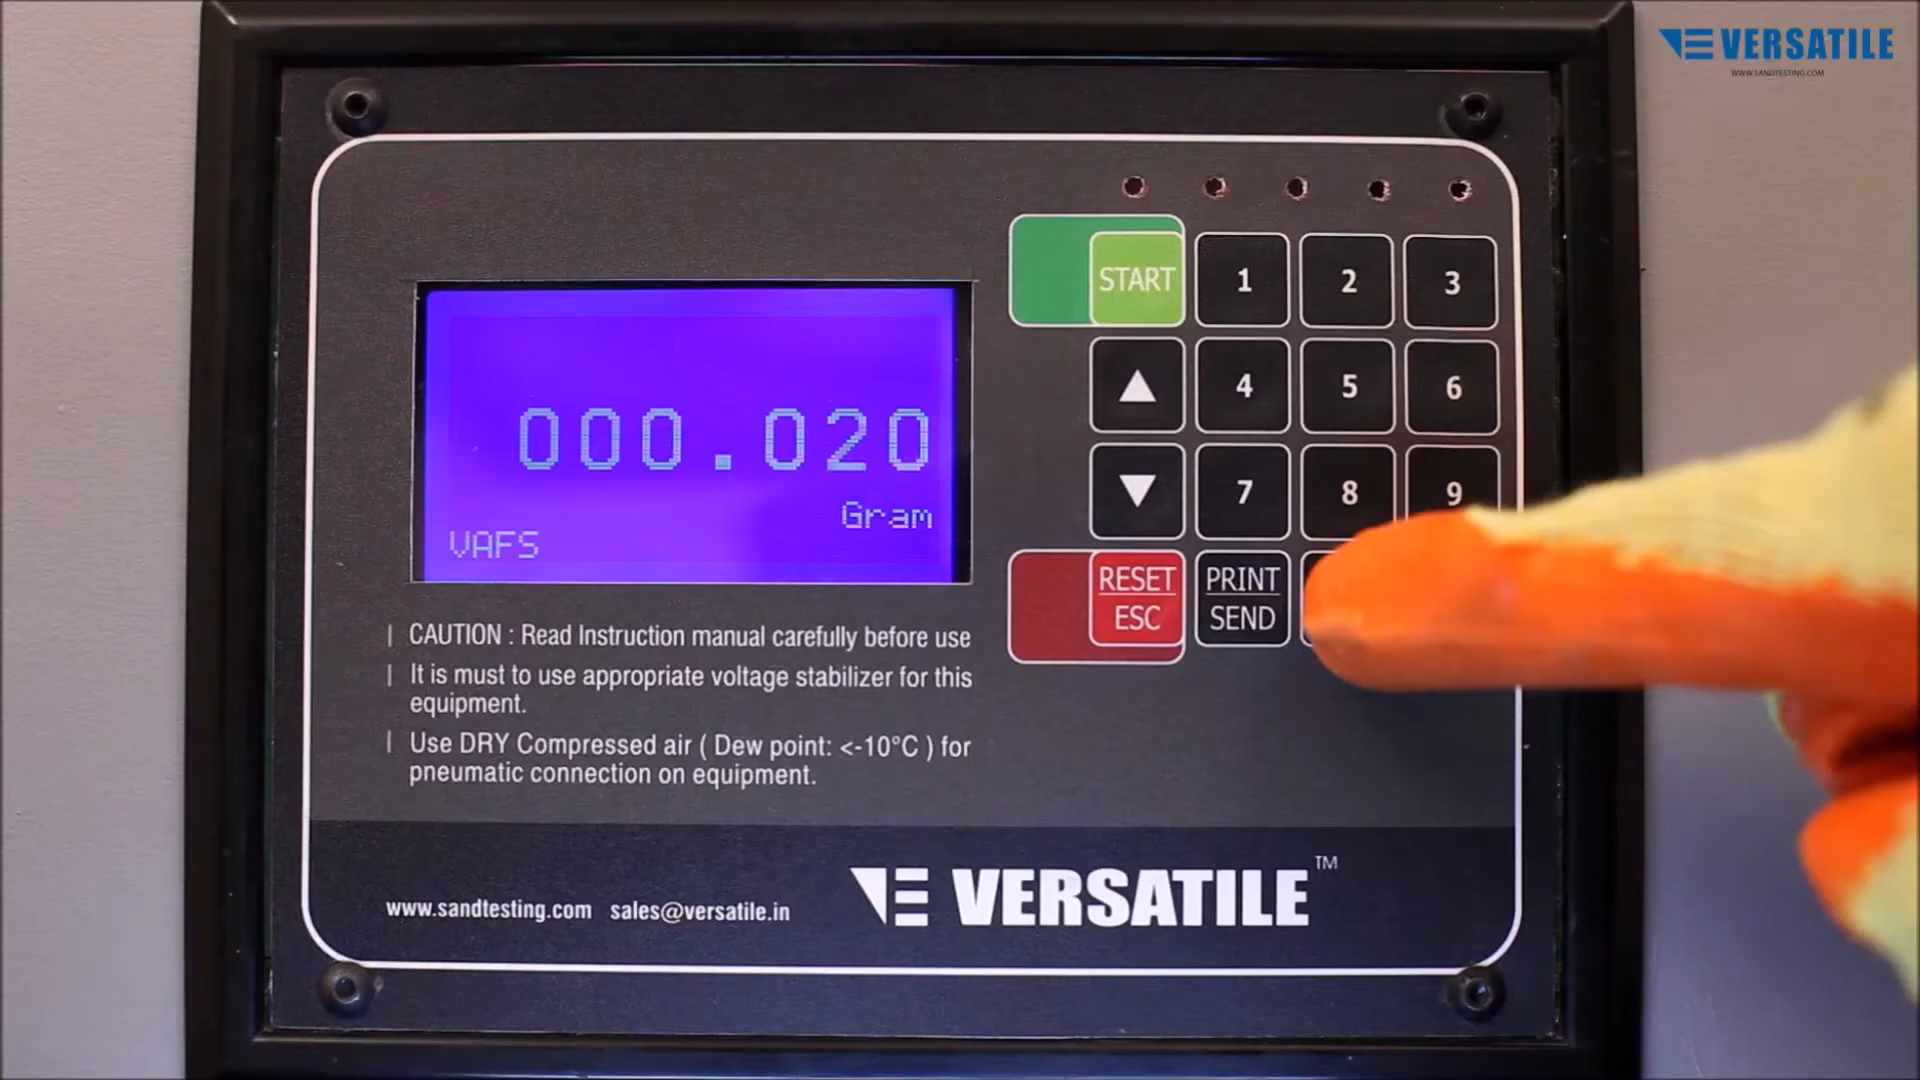 VERSATILE
WWW.SANDTESTING.COM
START 1 2 3
4 5 6
7 8 9
RESET
ESC
PRINT
SEND
000.020
Gram
VAFS
| CAUTION : Read Instruction manual carefully before use
| It is must to use appropriate voltage stabilizer for this
equipment.
| Use DRY Compressed air ( Dew point: <-10°C ) for
pneumatic connection on equipment.
www.sandtesting.com sales@versatile.in
VERSATILE™